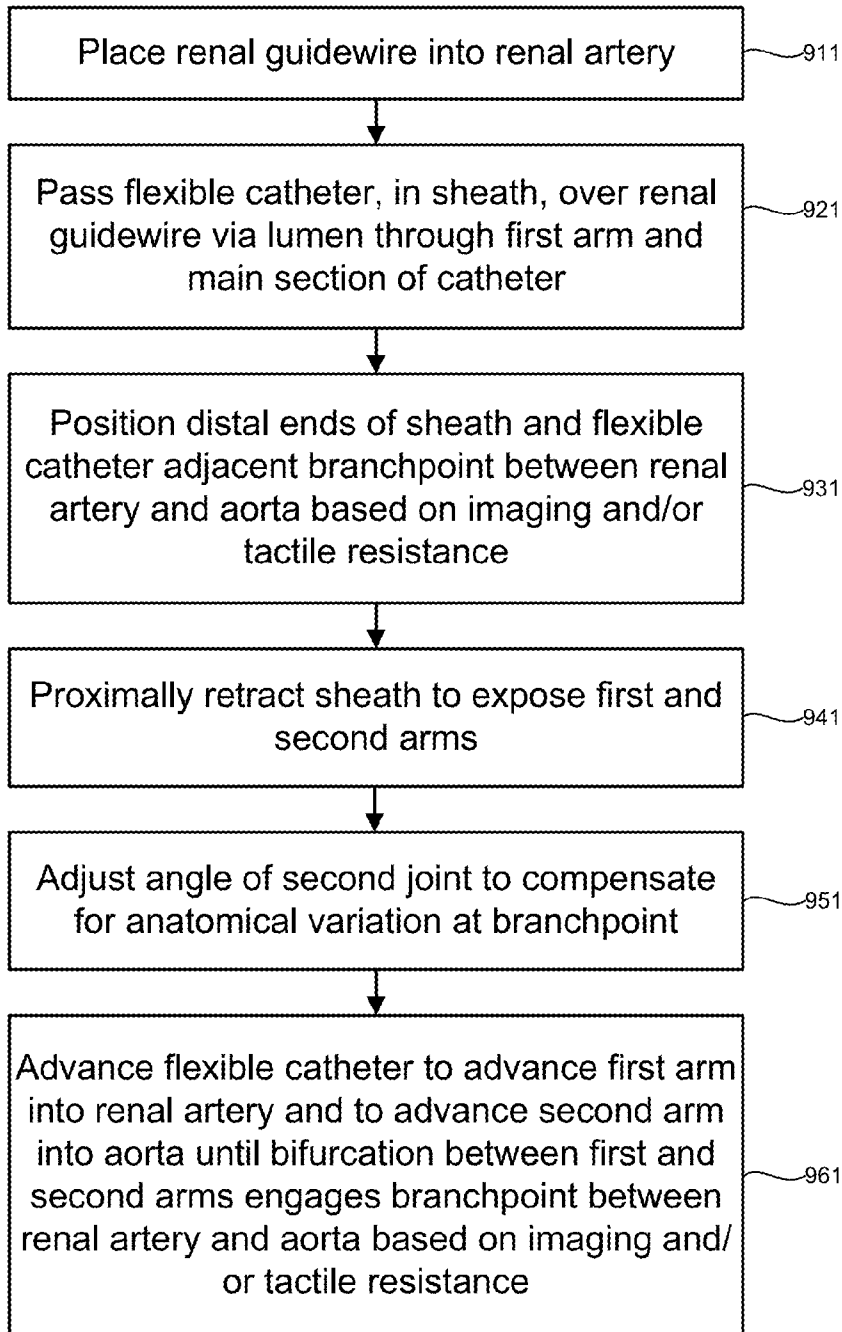 Place renal guidewire into renal artery
911
Pass flexible catheter, in sheath, over renal
guidewire via lumen through first arm and
main section of catheter
921
Position distal ends of sheath and flexible
catheter adjacent branchpoint between renal
artery and aorta based on imaging and/or
tactile resistance
931
Proximally retract sheath to expose first and
second arms
941
Adjust angle of second joint to compensate
for anatomical variation at branchpoint
951
Advance flexible catheter to advance first arm
into renal artery and to advance second arm
into aorta until bifurcation between first and
second arms engages branchpoint between
renal artery and aorta based on imaging and/
or tactile resistance
961